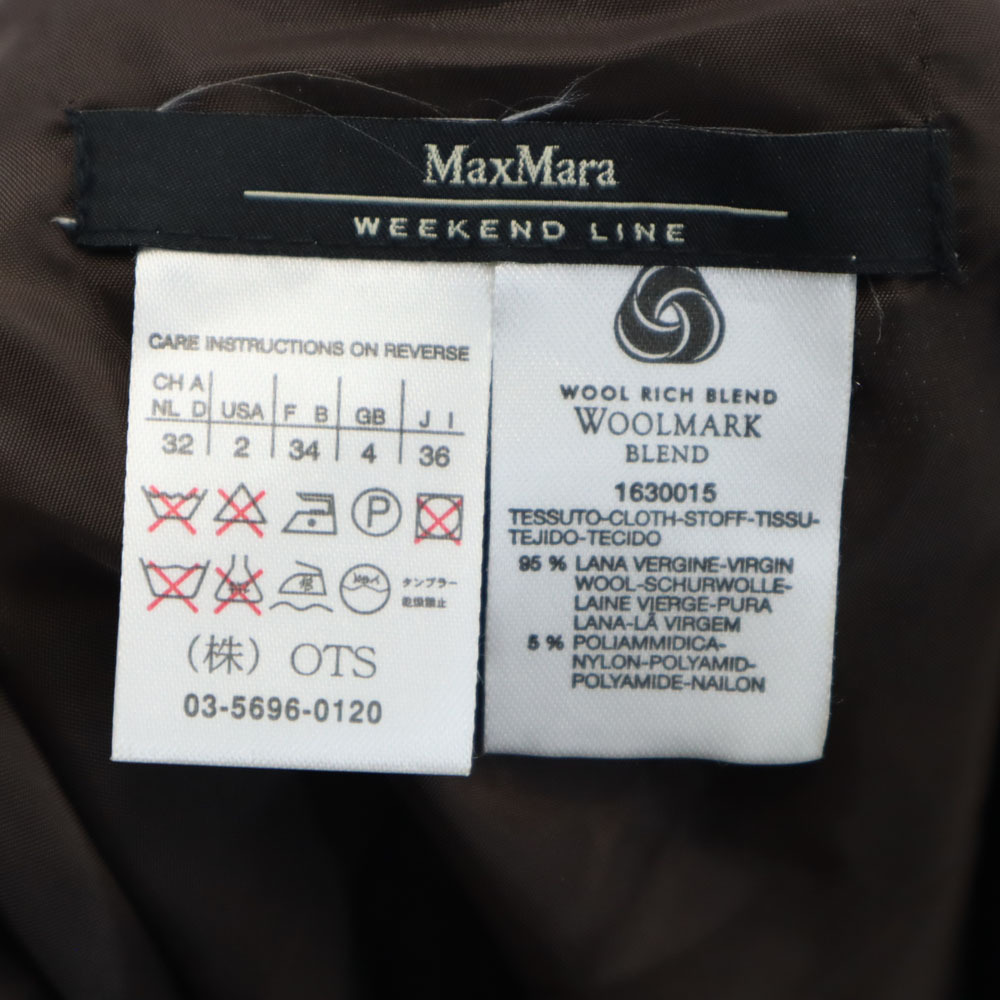 MaxMara
WEEKEND LINE
CARE INSTRUCTIONS ON REVERSE
CH A
NL D USA F B GB J I
32 2 34 4 36
P
タンブラー
乾燥禁止
(株) OTS
03-5696-0120
WOOL RICH BLEND
WOOLMARK
BLEND
1630015
TESSUTO-CLOTH-STOFF-TISSU-
TEJIDO-TECIDO
95 % LANA VERGINE-VIRGIN
WOOL-SCHURWOLLE-
LAINE VIERGE-PURA
LANA-LÃ VIRGEM
5 % POLIAMMIDICA-
NYLON-POLYAMID-
POLYAMIDE-NAILON